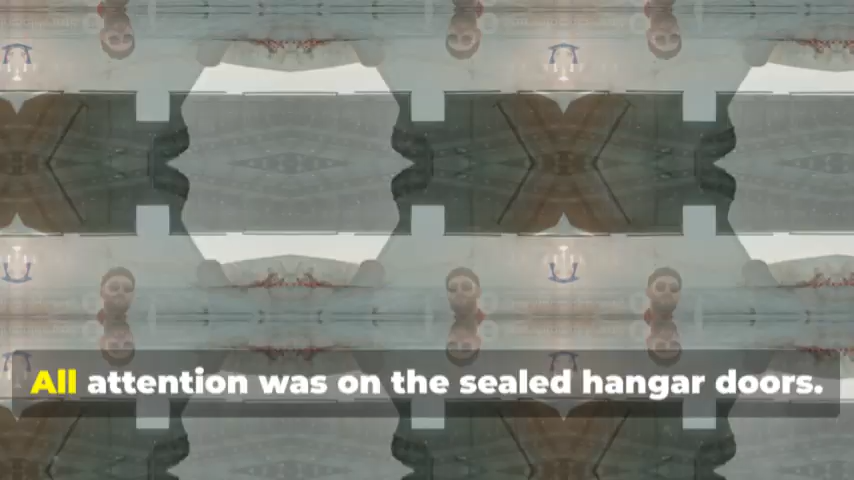 All attention was on the sealed hangar doors.